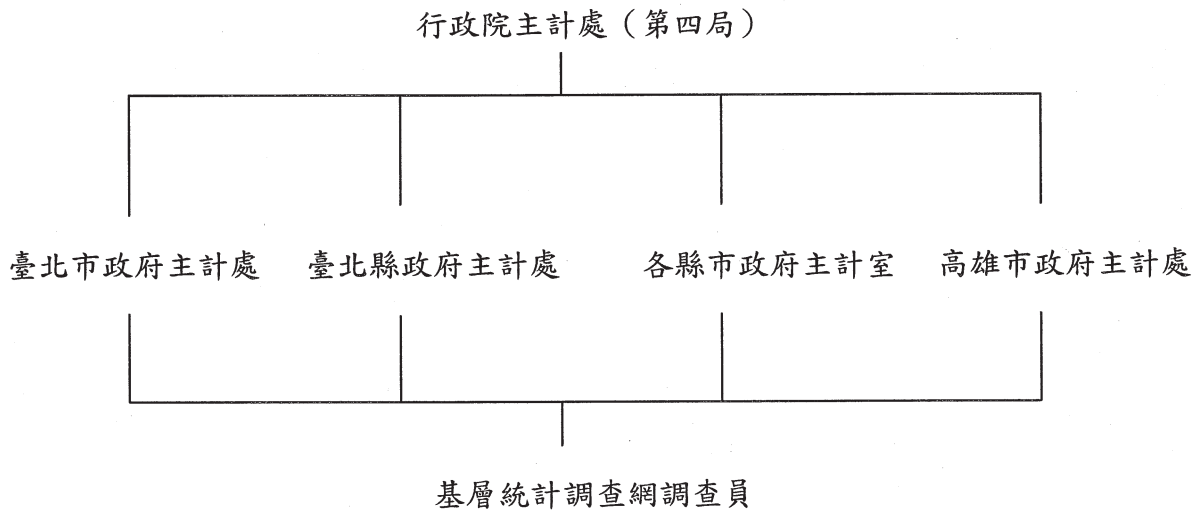 行政院主計處（第四局）
臺北市政府主計處
臺北縣政府主計處
各縣市政府主計室
高雄市政府主計處
基層統計調查網調查員